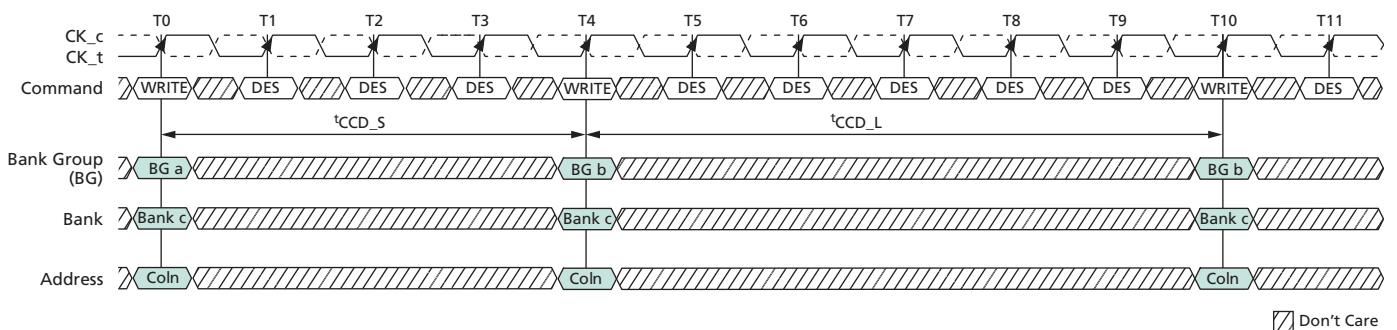 T0 T1 T2 T3 T4 T5 T6 T7 T8 T9 T10 T11
CK_c
CK_t
Command WRITE DES DES DES WRITE DES DES DES DES DES WRITE DES
tCCD_S tCCD_L
Bank Group
(BG)
BG a BG b BG b
Bank Bank c Bank c Bank c
Address Coln Coln Coln
Don't Care